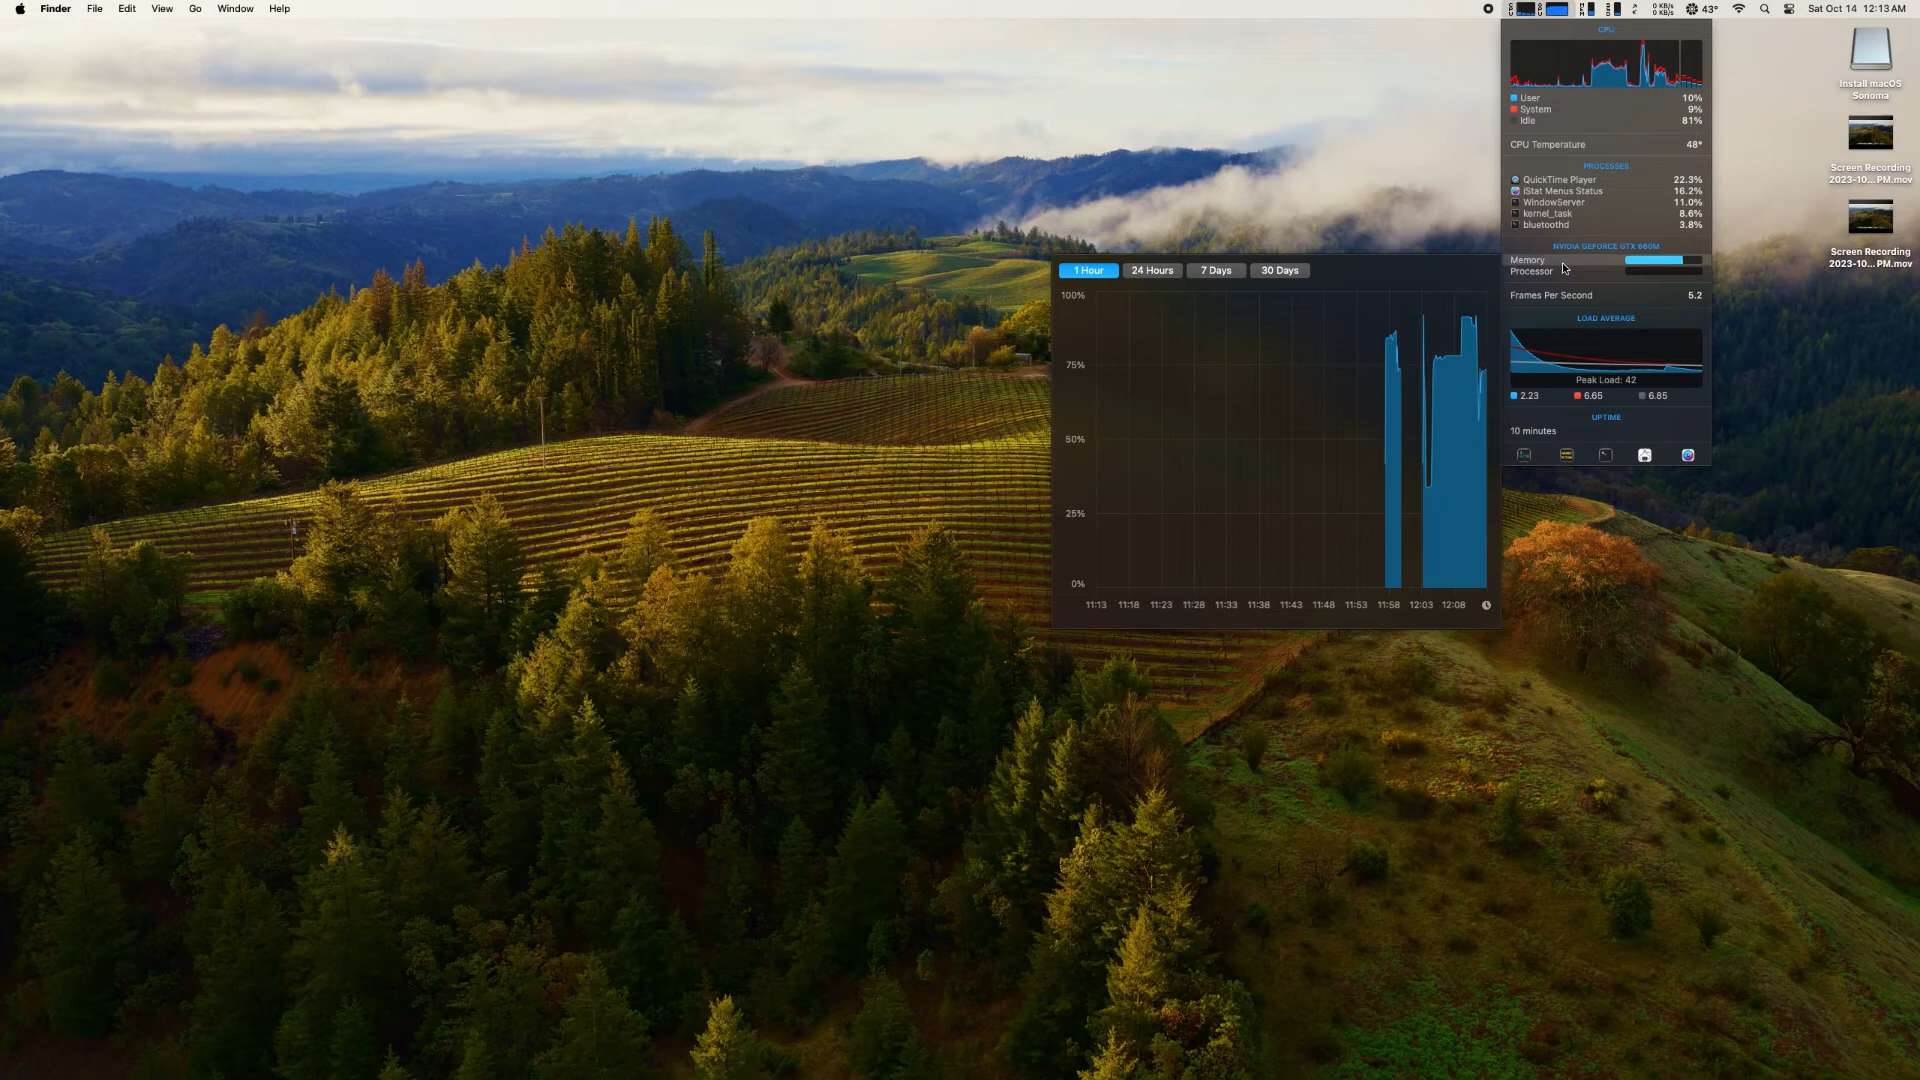 Finder File Edit View Go Window Help
0 KB/s
0 KB/s
43° Sat Oct 14 12:13 AM
CPU
User 10%
System 9%
Idle 81%
CPU Temperature 48°
PROCESSES
QuickTime Player 22.3%
iStat Menus Status 16.2%
WindowServer 11.0%
kernel_task 8.6%
bluetoothd 3.8%
NVIDIA GEFORCE GTX 660M
Memory
Processor
Frames Per Second 5.2
LOAD AVERAGE
Peak Load: 42
2.23 6.65 6.85
UPTIME
10 minutes
1 Hour 24 Hours 7 Days 30 Days
100%
75%
50%
25%
0%
11:13 11:18 11:23 11:28 11:33 11:38 11:43 11:48 11:53 11:58 12:03 12:08
Install macOS
Sonoma
Screen Recording
2023-10... PM.mov
Screen Recording
2023-10... PM.mov